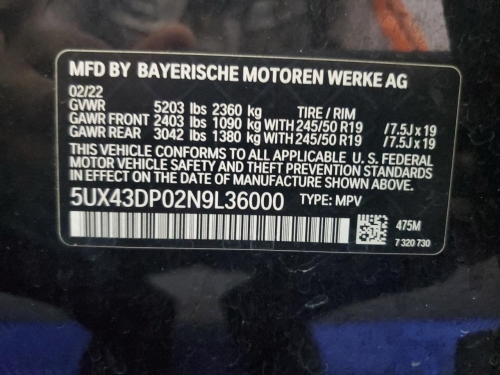 MFD BY BAYERISCHE MOTOREN WERKE AG
02/22
GVWR 5203 lbs 2360 kg TIRE / RIM
GAWR FRONT 2403 lbs 1090 kg WITH 245/50 R19 /7.5J x 19
GAWR REAR 3042 lbs 1380 kg WITH 245/50 R19 /7.5J x 19
THIS VEHICLE CONFORMS TO ALL APPLICABLE U. S. FEDERAL
MOTOR VEHICLE SAFETY AND THEFT PREVENTION STANDARDS
IN EFFECT ON THE DATE OF MANUFACTURE SHOWN ABOVE.
5UX43DP02N9L36000 TYPE: MPV
475M
7 320 730